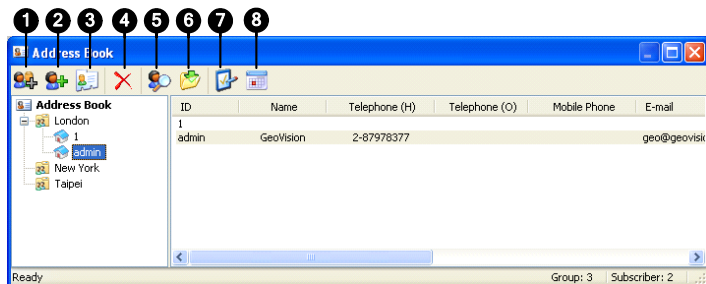 1 2 3 4 5 6 7 8
Address Book
Address Book
London
1
admin
New York
Taipei
ID Name Telephone (H) Telephone (O) Mobile Phone E-mail
1
admin GeoVision 2-87978377 geo@geovisi
Ready Group: 3 Subscriber: 2